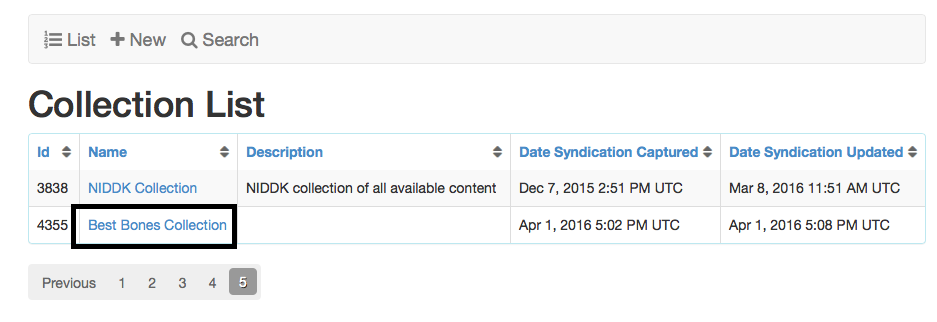 List New Search
Collection List
Id Name Description Date Syndication Captured Date Syndication Updated
3838 NIDDK Collection NIDDK collection of all available content Dec 7, 2015 2:51 PM UTC Mar 8, 2016 11:51 AM UTC
4355 Best Bones Collection Apr 1, 2016 5:02 PM UTC Apr 1, 2016 5:08 PM UTC
Previous 1 2 3 4 5